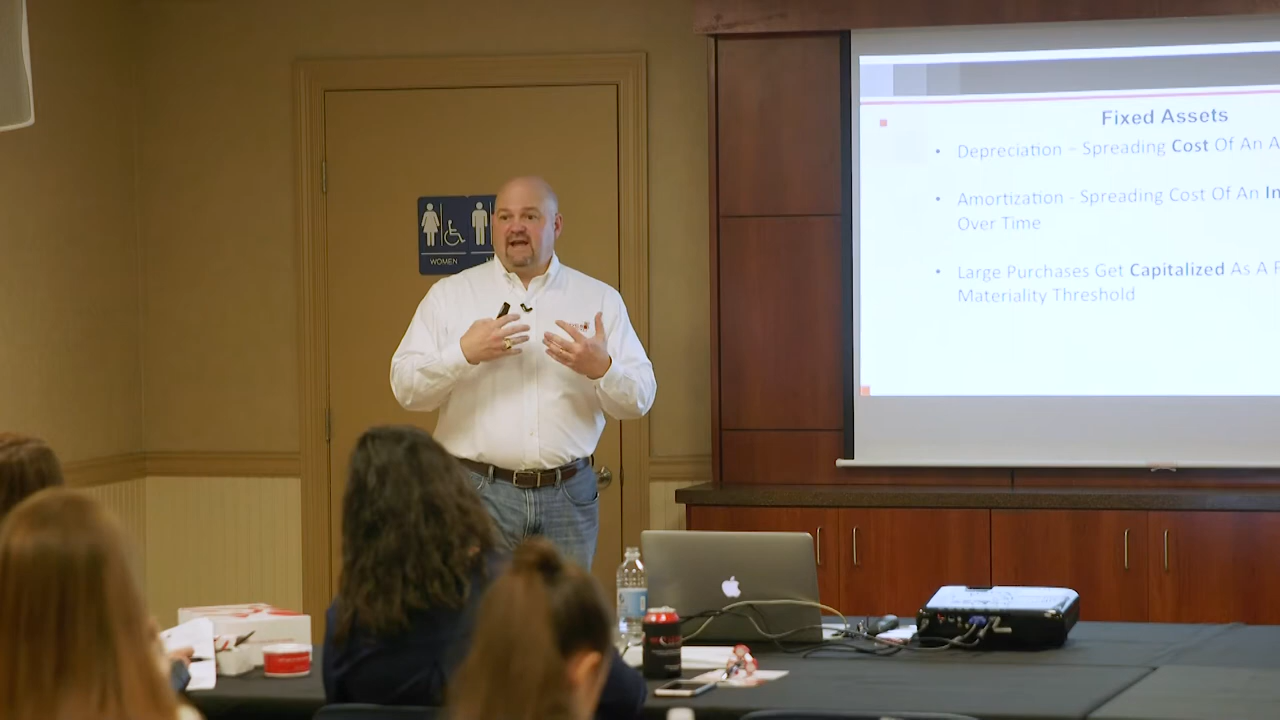 Fixed Assets
• Depreciation - Spreading Cost Of An A
• Amortization - Spreading Cost Of An In
Over Time
• Large Purchases Get Capitalized As A
Materiality Threshold
WOMEN